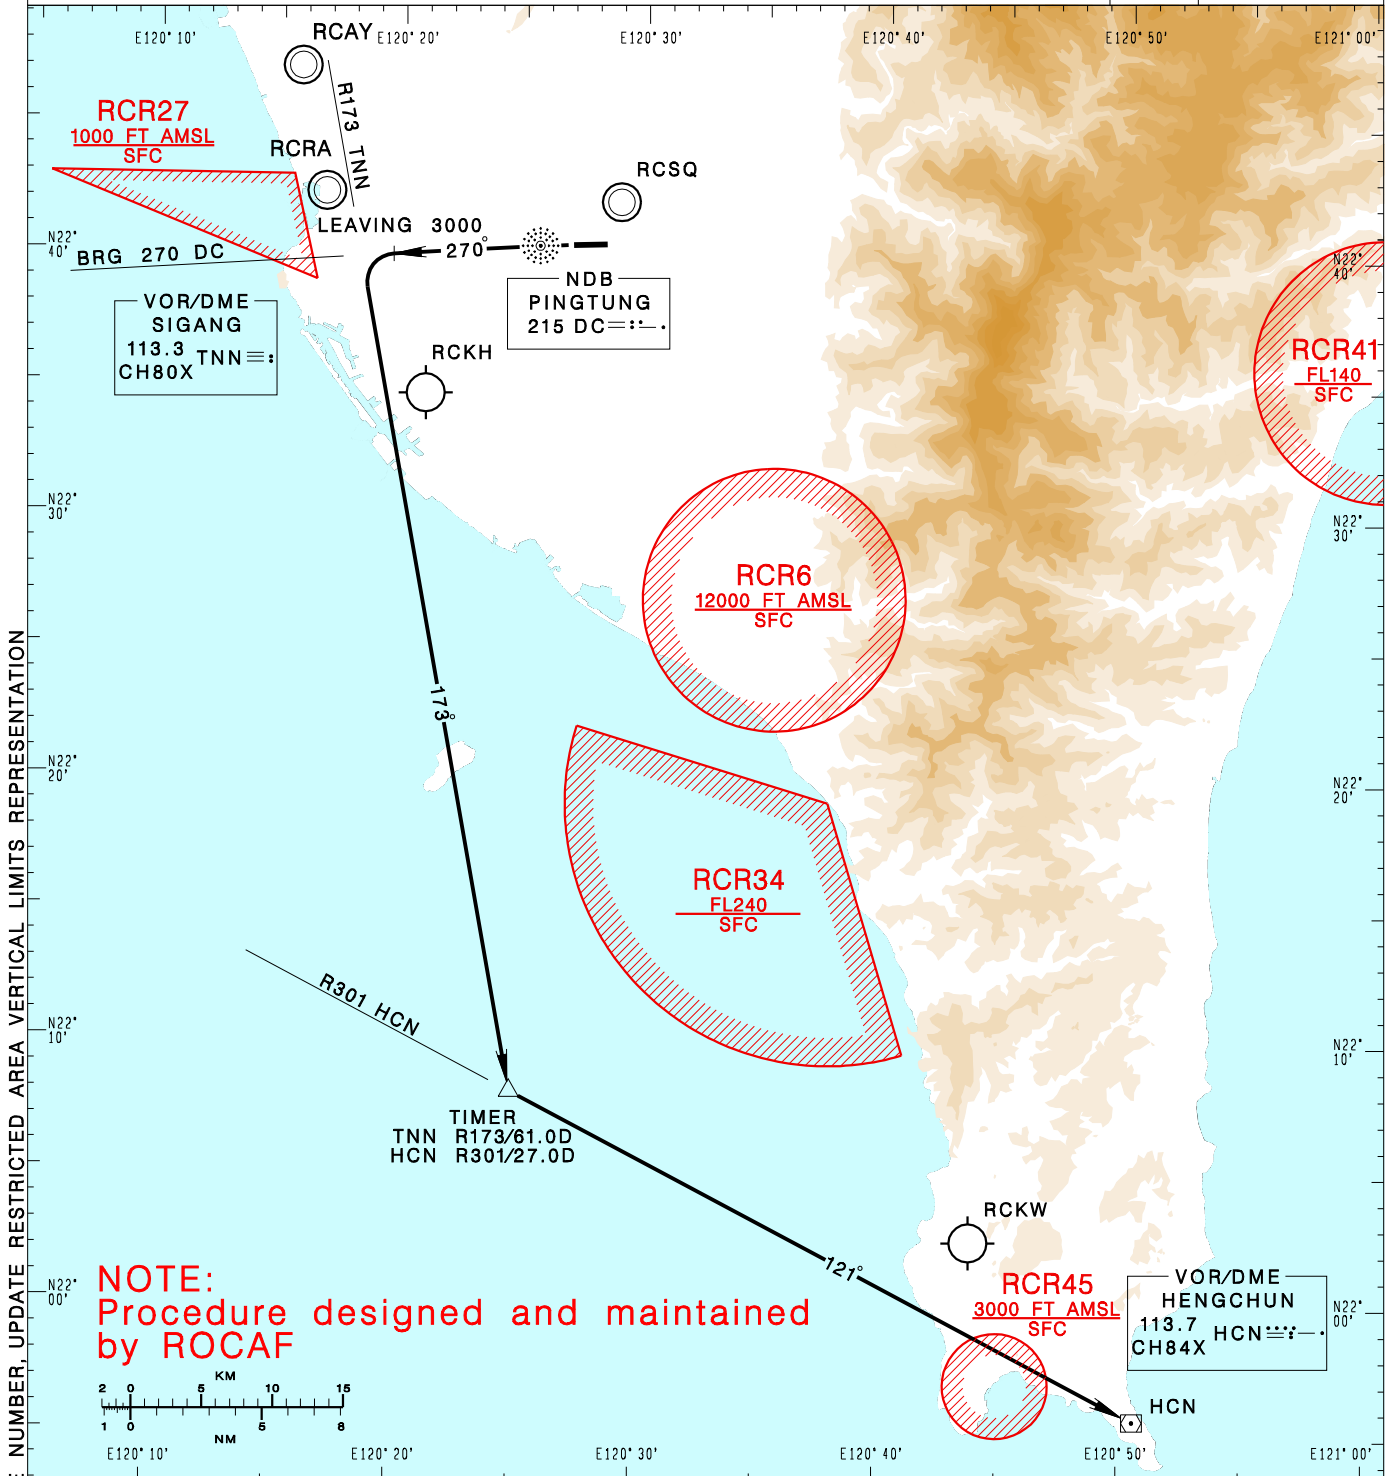 E120° 10'
E120° 20'
E120° 30'
E120° 40'
E120° 50'
E121° 00'
RCAY
R173 TNN
RCR27
1000 FT AMSL
SFC
RCRA
RCSQ
LEAVING 3000
270°
N22°
40'
BRG 270 DC
N22°
40'
NDB
PINGTUNG
215 DC
VOR/DME
SIGANG
113.3
TNN
CH80X
RCKH
RCR41
FL140
SFC
N22°
30'
N22°
30'
RCR6
12000 FT AMSL
SFC
173°
N22°
20'
N22°
20'
RCR34
FL240
SFC
R301 HCN
N22°
10'
N22°
10'
TIMER
TNN R173/61.0D
HCN R301/27.0D
RCKW
121°
N22°
00'
N22°
00'
NOTE:
Procedure designed and maintained
by ROCAF
RCR45
3000 FT AMSL
SFC
VOR/DME
HENGCHUN
113.7
HCN
CH84X
KM
2 0 5 10 15
1 0 5 8
NM
HCN
E120° 10'
E120° 20'
E120° 30'
E120° 40'
E120° 50'
E121° 00'
NUMBER, UPDATE RESTRICTED AREA VERTICAL LIMITS REPRESENTATION